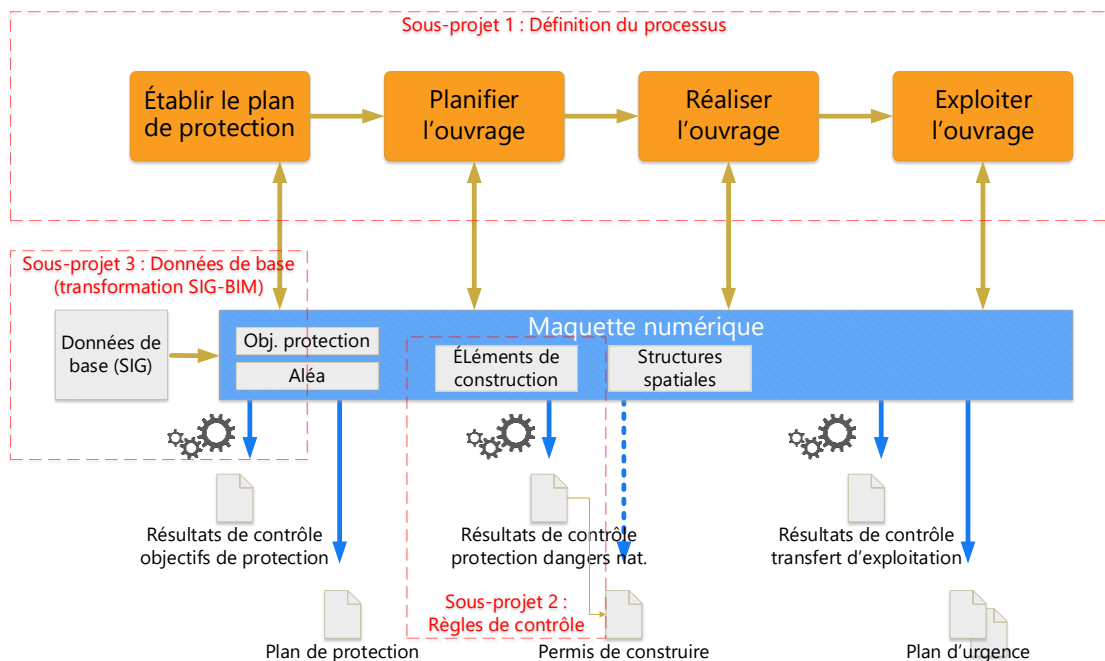 Sous-projet 1 : Définition du processus
Établir le plan
de protection
Planifier
l'ouvrage
Réaliser
l'ouvrage
Exploiter
l'ouvrage
Sous-projet 3 : Données de base
(transformation SIG-BIM)
Données de
base (SIG)
Maquette numérique
Obj. protection
Aléa
ÉLéments de
construction
Structures
spatiales
Résultats de contrôle
objectifs de protection
Résultats de contrôle
protection dangers nat.
Résultats de contrôle
transfert d'exploitation
Sous-projet 2 :
Règles de contrôle
Plan de protection
Permis de construire
Plan d'urgence